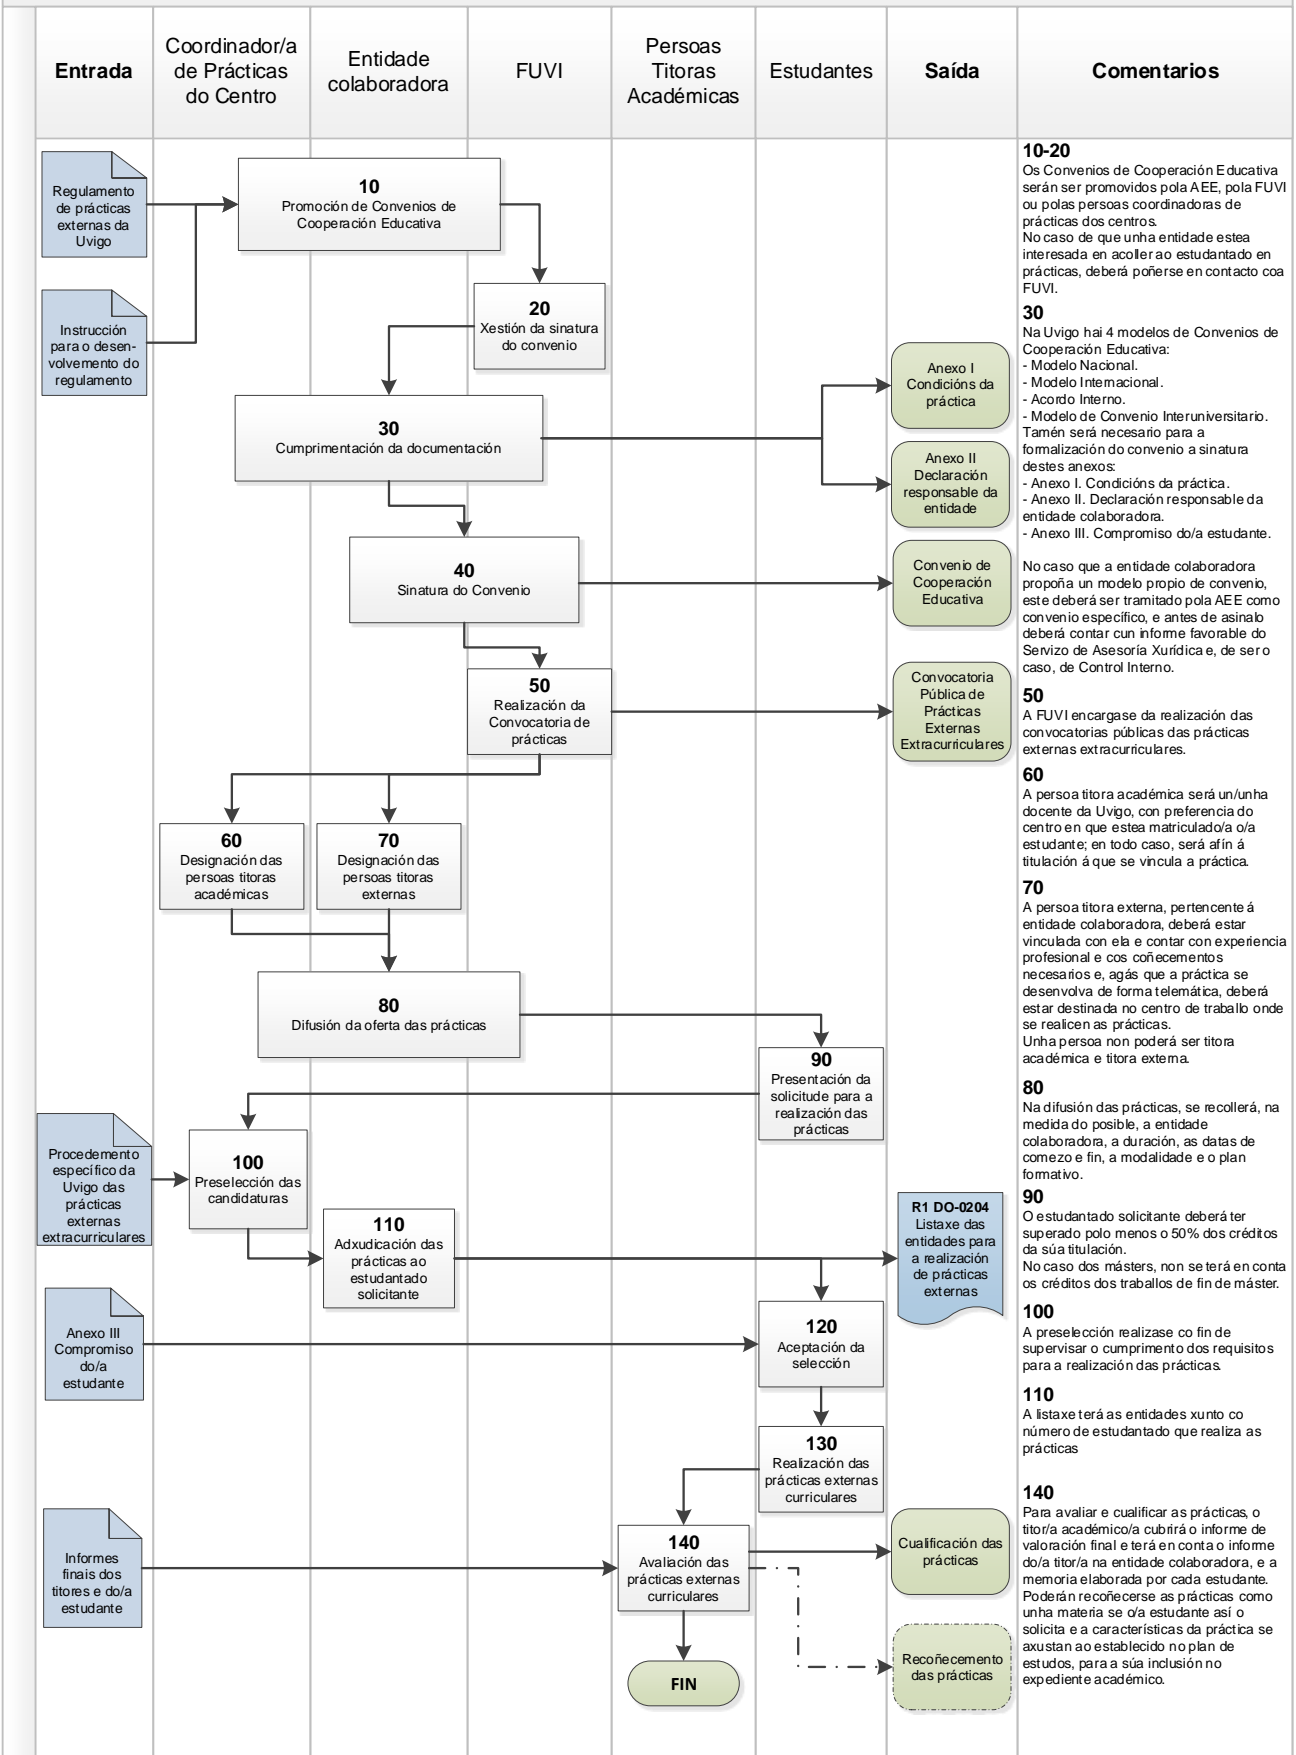 Entrada
Coordinador/a
de Prácticas
do Centro
Entidade
colaboradora
FUVI
Persoas
Titoras
Académicas
Estudantes
Saída
Comentarios
Regulamento
de prácticas
externas da
Uvigo
Instrucción
para o desen-
volvemento do
regulamento
10
Promoción de Convenios de
Cooperación Educativa
20
Xestión da sinatura
do convenio
30
Cumprimentación da documentación
Anexo I
Condicións da
práctica
Anexo II
Declaración
responsable da
entidade
40
Sinatura do Convenio
Convenio de
Cooperación
Educativa
50
Realización da
Convocatoria de
prácticas
Convocatoria
Pública de
Prácticas
Externas
Extracurriculares
60
Designación das
persoas titoras
académicas
70
Designación das
persoas titoras
externas
80
Difusión da oferta das prácticas
90
Presentación da
solicitude para a
realización das
prácticas
Procedemento
específico da
Uvigo das
prácticas
externas
extracurriculares
100
Preselección das
candidaturas
110
Adxudicación das
prácticas ao
estudantado
solicitante
R1 DO-0204
Listaxe das
entidades para
a realización
de prácticas
externas
Anexo III
Compromiso
do/a
estudante
120
Aceptación da
selección
130
Realización das
prácticas externas
curriculares
Informes
finais dos
titores e do/a
estudante
140
Avaliación das
prácticas externas
curriculares
Cualificación das
prácticas
Recoñecemento
das prácticas
FIN
10-20
Os Convenios de Cooperación Educativa
serán ser promovidos pola AEE, pola FUVI
ou polas persoas coordinadoras de
prácticas dos centros.
No caso de que unha entidade estea
interesada en acoller ao estudantado en
prácticas, deberá poñerse en contacto coa
FUVI.
30
Na Uvigo hai 4 modelos de Convenios de
Cooperación Educativa:
- Modelo Nacional.
- Modelo Internacional.
- Acordo Interno.
- Modelo de Convenio Interuniversitario.
Tamén será necesario para a
formalización do convenio a sinatura
destes anexos:
- Anexo I. Condicións da práctica.
- Anexo II. Declaración responsable da
entidade colaboradora.
- Anexo III. Compromiso do/a estudante.
No caso que a entidade colaboradora
propoña un modelo propio de convenio,
este deberá ser tramitado pola AEE como
convenio específico, e antes de asinalo
deberá contar cun informe favorable do
Servizo de Asesoría Xurídica e, de ser o
caso, de Control Interno.
50
A FUVI encargase da realización das
convocatorias públicas das prácticas
externas extracurriculares.
60
A persoa titora académica será un/unha
docente da Uvigo, con preferencia do
centro en que estea matriculado/a o/a
estudante; en todo caso, será afín á
titulación á que se vincula a práctica.
70
A persoa titora externa, pertencente á
entidade colaboradora, deberá estar
vinculada con ela e contar con experiencia
profesional e cos coñecementos
necesarios e, agás que a práctica se
desenvolva de forma telemática, deberá
estar destinada no centro de traballo onde
se realicen as prácticas.
Unha persoa non poderá ser titora
académica e titora externa.
80
Na difusión das prácticas, se recollerá, na
medida do posible, a entidade
colaboradora, a duración, as datas de
comezo e fin, a modalidade e o plan
formativo.
90
O estudantado solicitante deberá ter
superado polo menos o 50% dos créditos
da súa titulación.
No caso dos másters, non se terá en conta
os créditos dos traballos de fin de máster.
100
A preselección realizase co fin de
supervisar o cumprimento dos requisitos
para a realización das prácticas.
110
A listaxe terá as entidades xunto co
número de estudantado que realiza as
prácticas
140
Para avaliar e cualificar as prácticas, o
titor/a académico/a cubrirá o informe de
valoración final e terá en conta o informe
do/a titor/a na entidade colaboradora, e a
memoria elaborada por cada estudante.
Poderán recoñecerse as prácticas como
unha materia se o/a estudante así o
solicita e a características da práctica se
axustan ao establecido no plan de
estudos, para a súa inclusión no
expediente académico.